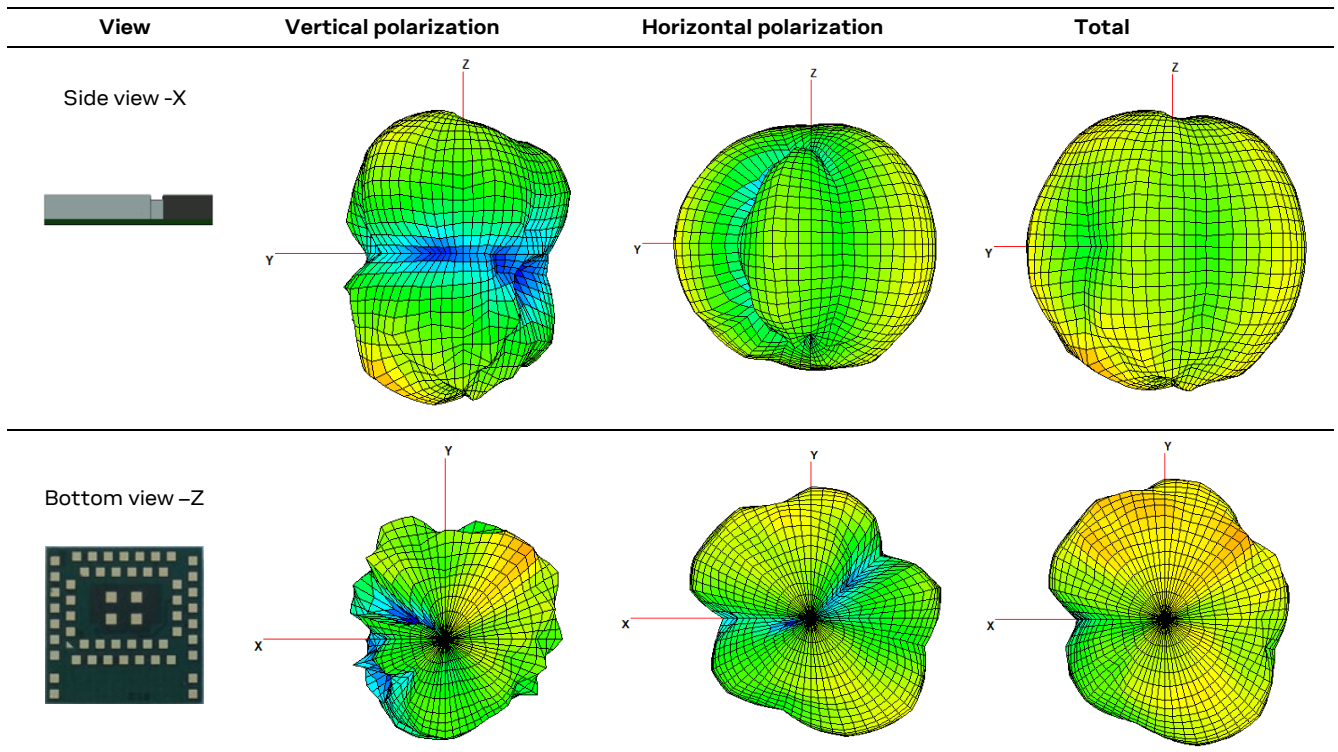 View Vertical polarization Horizontal polarization Total
Side view -X
Z
Z
Z
Y
Y
Y
Bottom view –Z
Y
Y
Y
X
X
X